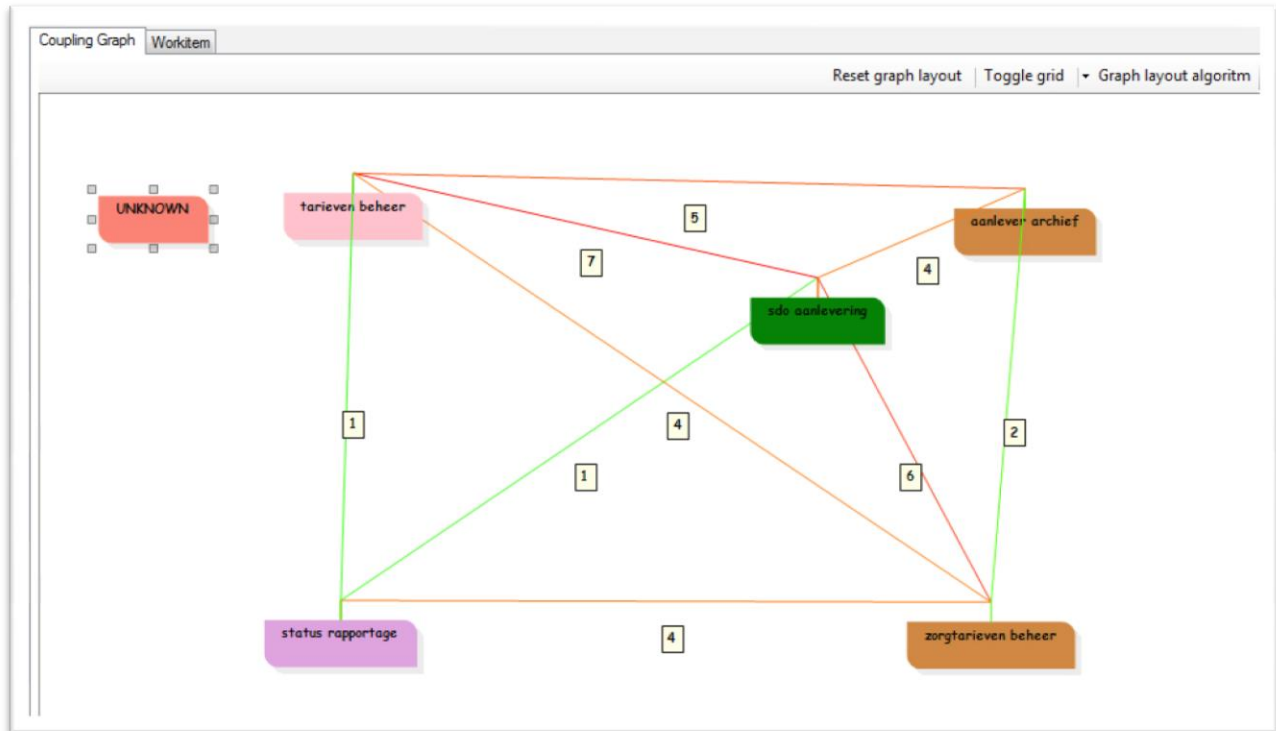 Coupling Graph Workitem
Reset graph layout Toggle grid Graph layout algoritm
UNKNOWN
tarieven beheer
5
aanlever archief
7
4
sdo aanlevering
1
4
2
1
6
status rapportage
4
zorgtarieven beheer